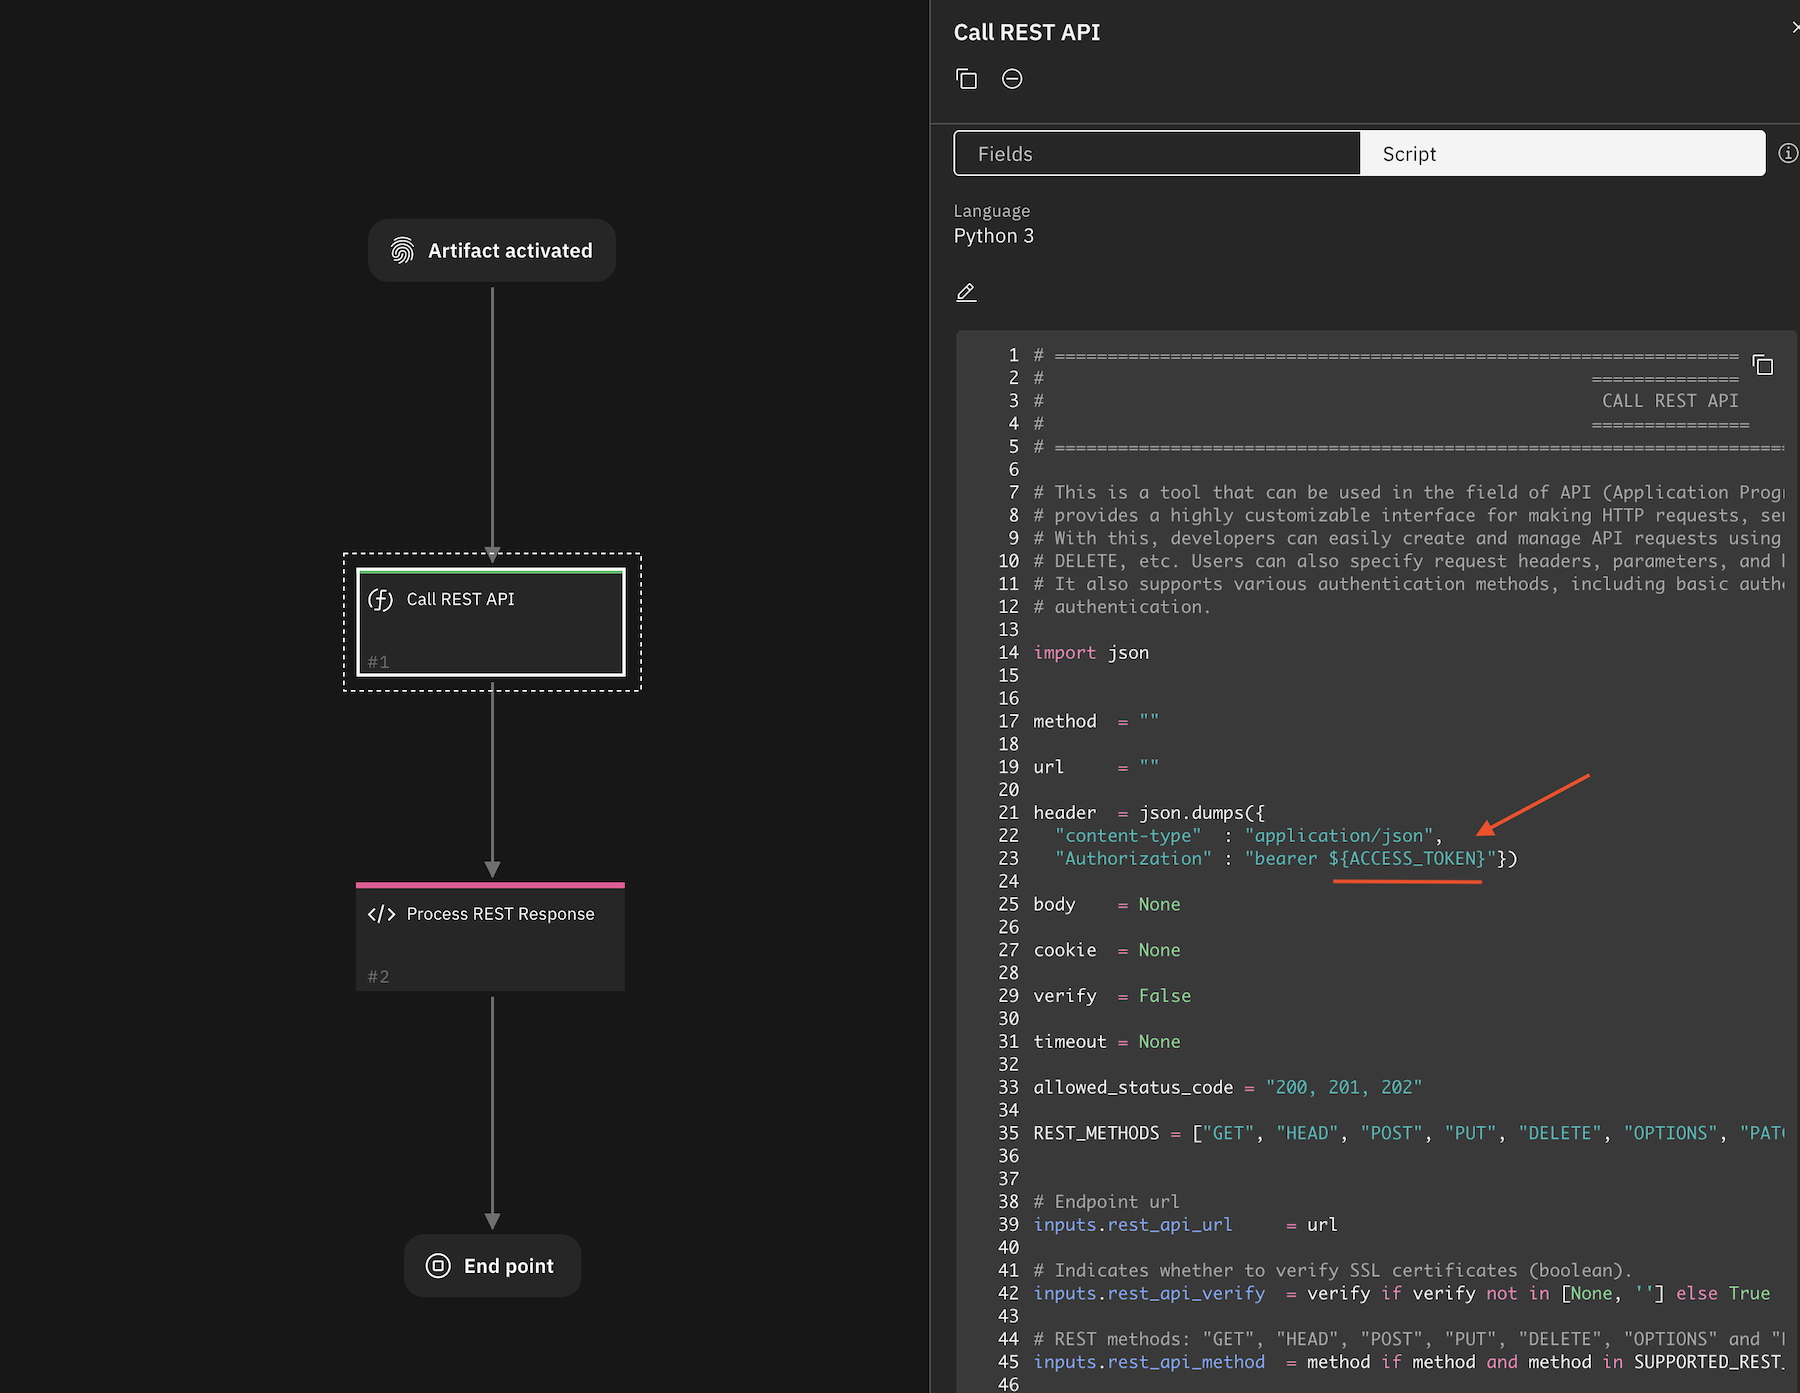 Artifact activated
Call REST API
#1
Process REST Response
#2
End point
Call REST API
Fields
Script
Language
Python 3
1 # =================================================================
2 # ==============
3 # CALL REST API
4 # ===============
5 # ======================================================================
6
7 # This is a tool that can be used in the field of API (Application
8 # provides a highly customizable interface for making HTTP requests,
9 # With this, developers can easily create and manage API requests using
10 # DELETE, etc. Users can also specify request headers, parameters, and
11 # It also supports various authentication methods, including basic
12 # authentication.
13
14 import json
15
16
17 method = ""
18
19 url = ""
20
21 header = json.dumps({
22 "content-type" : "application/json",
23 "Authorization" : "bearer ${ACCESS_TOKEN}"})
24
25 body = None
26
27 cookie = None
28
29 verify = False
30
31 timeout = None
32
33 allowed_status_code = "200, 201, 202"
34
35 REST_METHODS = ["GET", "HEAD", "POST", "PUT", "DELETE", "OPTIONS",
36
37
38 # Endpoint url
39 inputs.rest_api_url = url
40
41 # Indicates whether to verify SSL certificates (boolean).
42 inputs.rest_api_verify = verify if verify not in [None, ''] else True
43
44 # REST methods: "GET", "HEAD", "POST", "PUT", "DELETE", "OPTIONS" and
45 inputs.rest_api_method = method if method and method in SUPPORTED_REST_
46